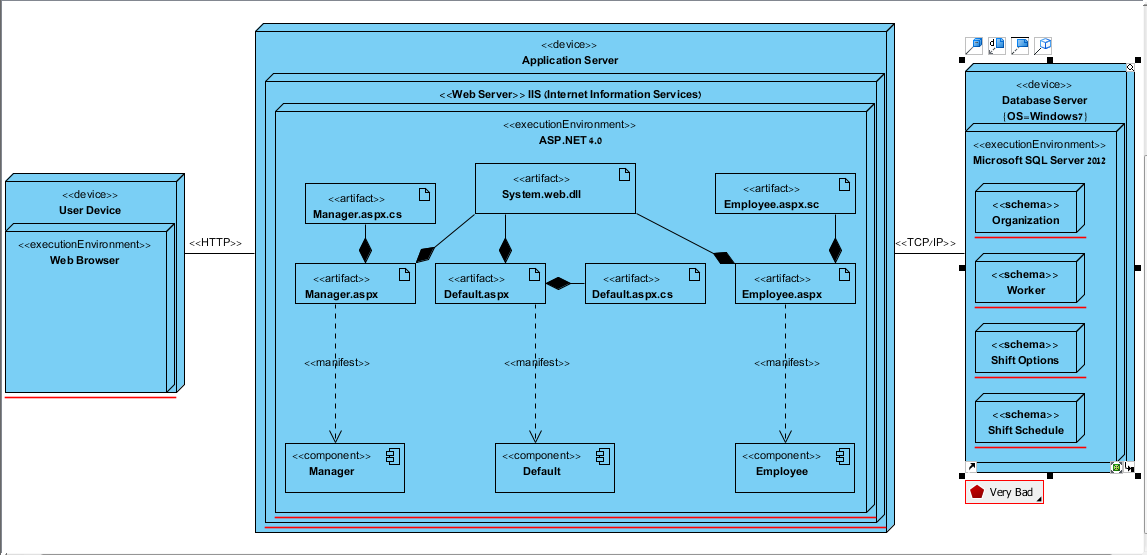 <<device>>
Application Server
<<Web Server>> IIS (Internet Information Services)
<<executionEnvironment>>
ASP.NET 4.0
<<artifact>>
System.web.dll
<<artifact>>
Manager.aspx.cs
<<artifact>>
Employee.aspx.sc
<<artifact>>
Manager.aspx
<<artifact>>
Default.aspx
<<artifact>>
Default.aspx.cs
<<artifact>>
Employee.aspx
<<manifest>>
<<manifest>>
<<manifest>>
<<component>>
Manager
<<component>>
Default
<<component>>
Employee
<<device>>
User Device
<<executionEnvironment>>
Web Browser
<<HTTP>>
<<TCP/IP>>
<<device>>
Database Server
{OS=Windows7}
<<executionEnvironment>>
Microsoft SQL Server 2012
<<schema>>
Organization
<<schema>>
Worker
<<schema>>
Shift Options
<<schema>>
Shift Schedule
Very Bad